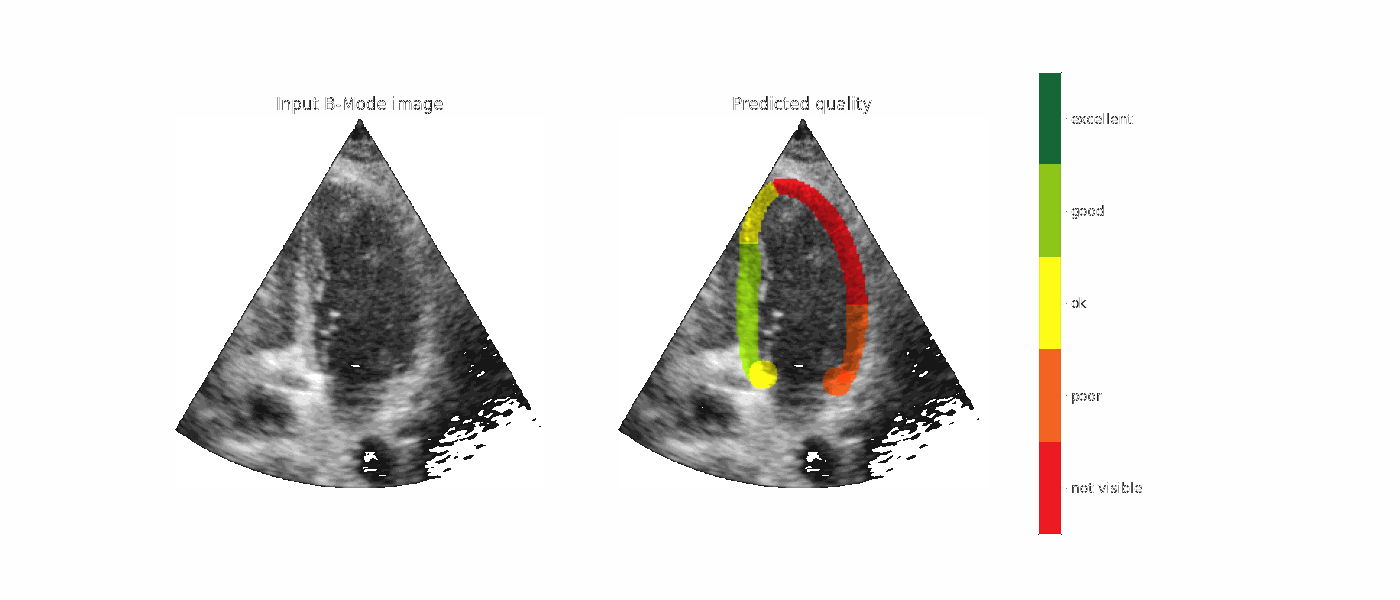 Input B-Mode image
Predicted quality
excellent
good
ok
poor
not visible